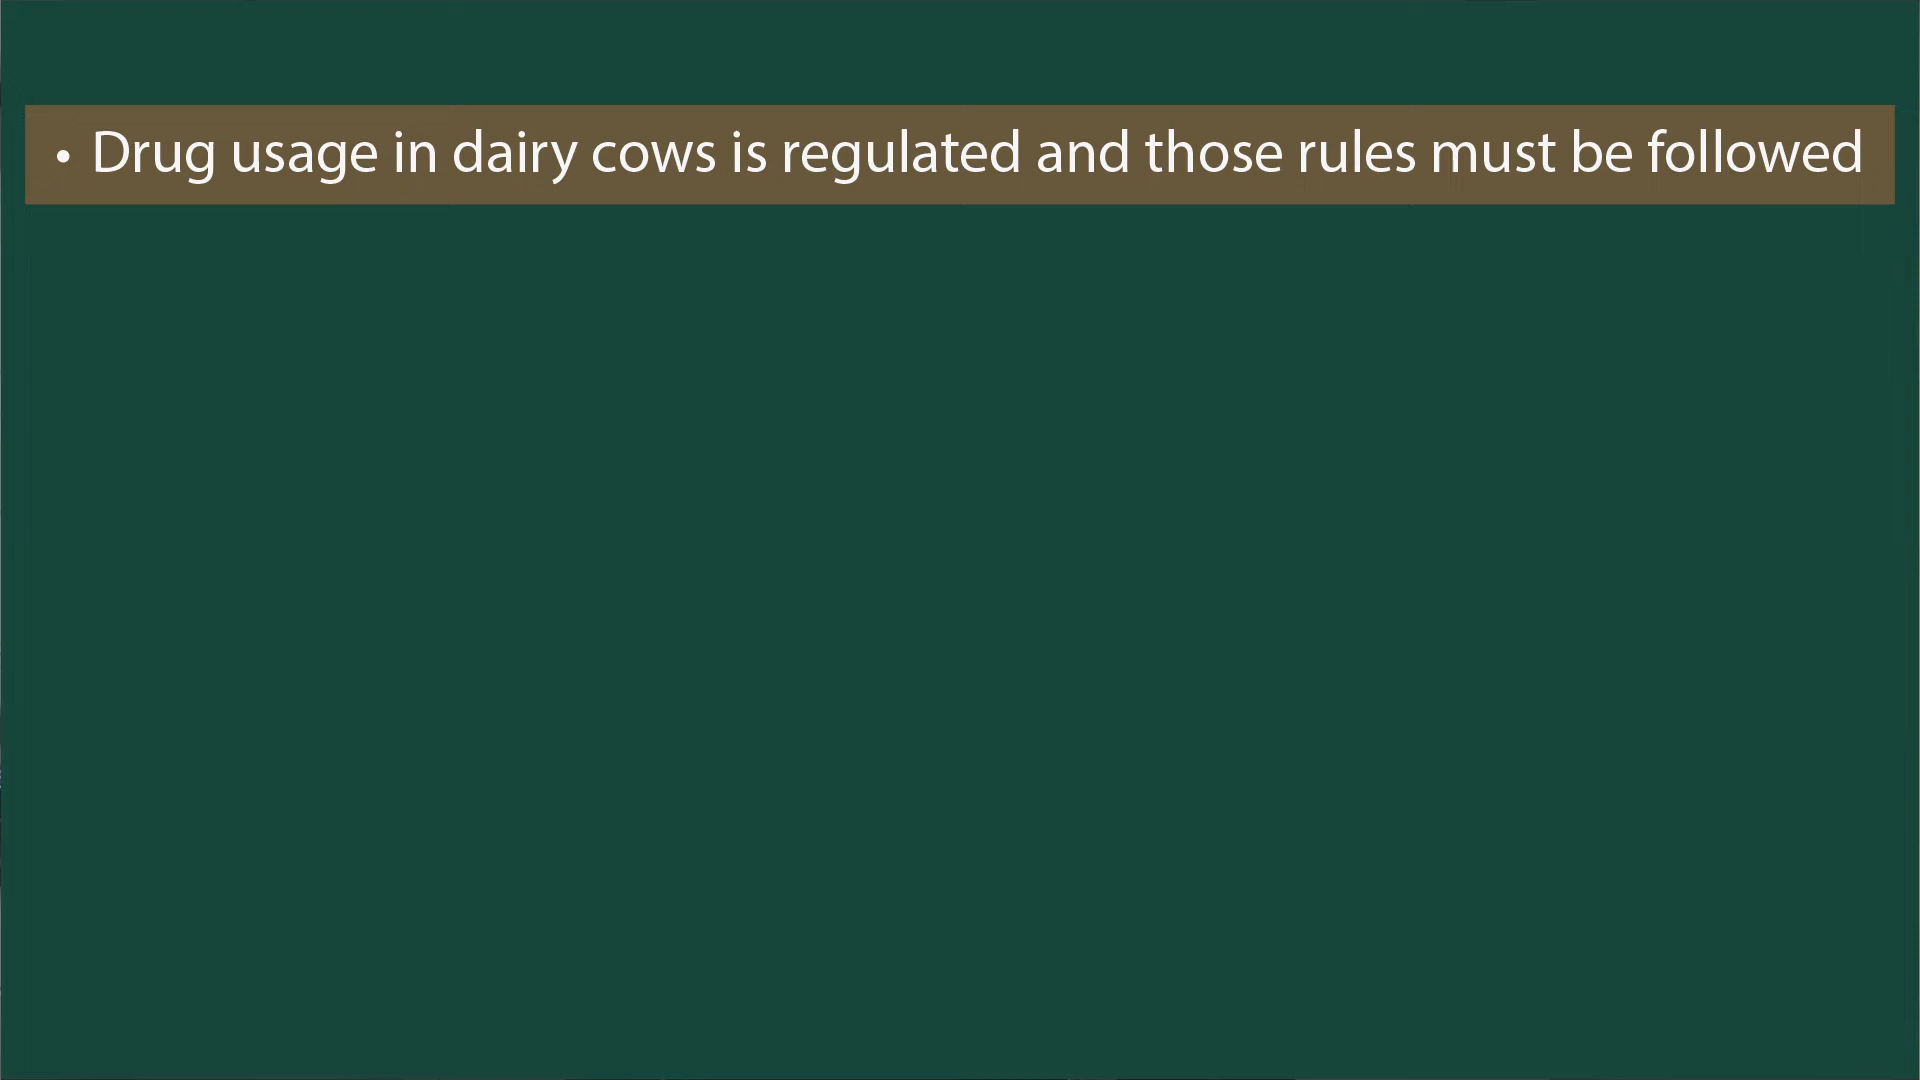 • Drug usage in dairy cows is regulated and those rules must be followed